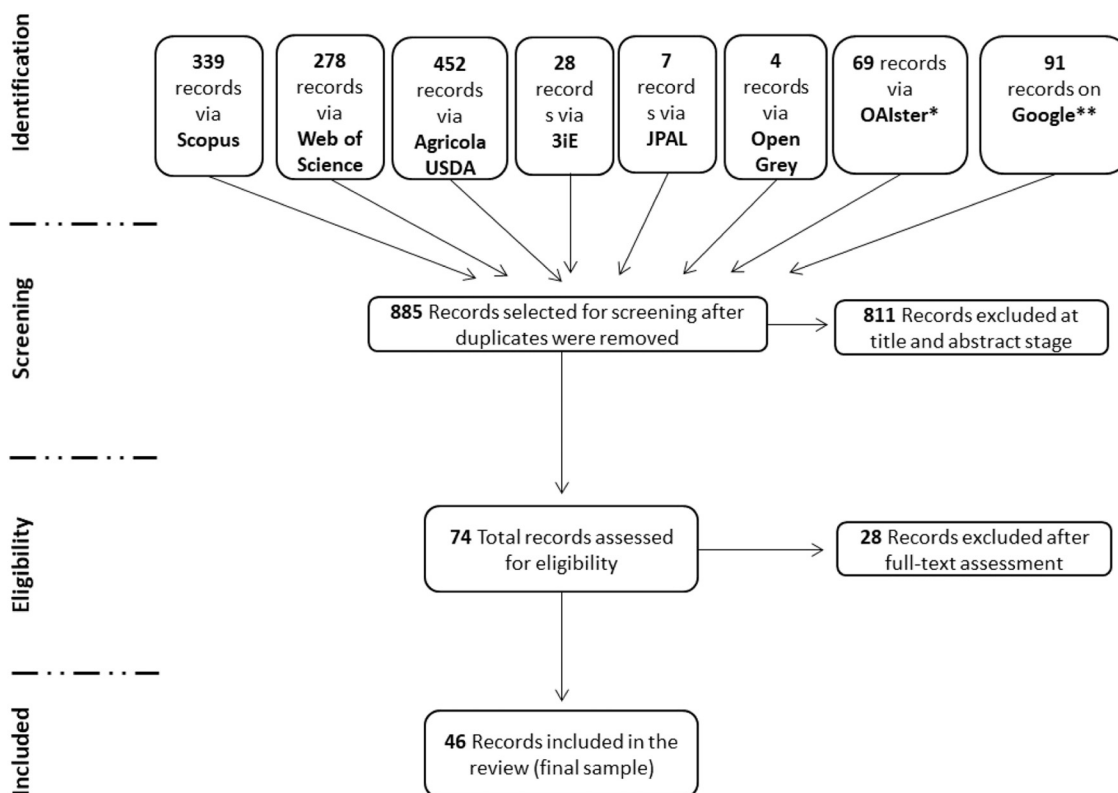 Identification
339
records
via
Scopus
278
records
via
Web of
Science
452
records
via
Agricola
USDA
28
record
s via
3iE
7
record
s via
JPAL
4
records
via
Open
Grey
69 records
via
OAIster*
91
records on
Google**
Screening
885 Records selected for screening after
duplicates were removed
811 Records excluded at
title and abstract stage
Eligibility
74 Total records assessed
for eligibility
28 Records excluded after
full-text assessment
Included
46 Records included in the
review (final sample)